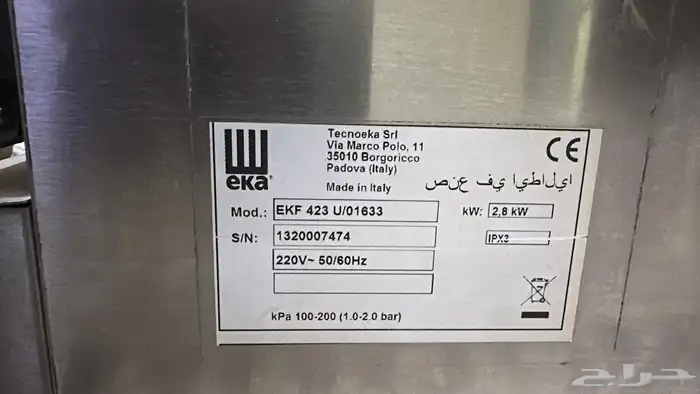 Tecnoeka Srl
Via Marco Polo, 11
35010 Borgoricco
Padova (Italy)
eka
Made in Italy
صنع في ايطاليا
CE
Mod.: EKF 423 U/01633
kW: 2,8 kW
S/N: 1320007474
IPX3
220V~ 50/60Hz
kPa 100-200 (1.0-2.0 bar)
حراج